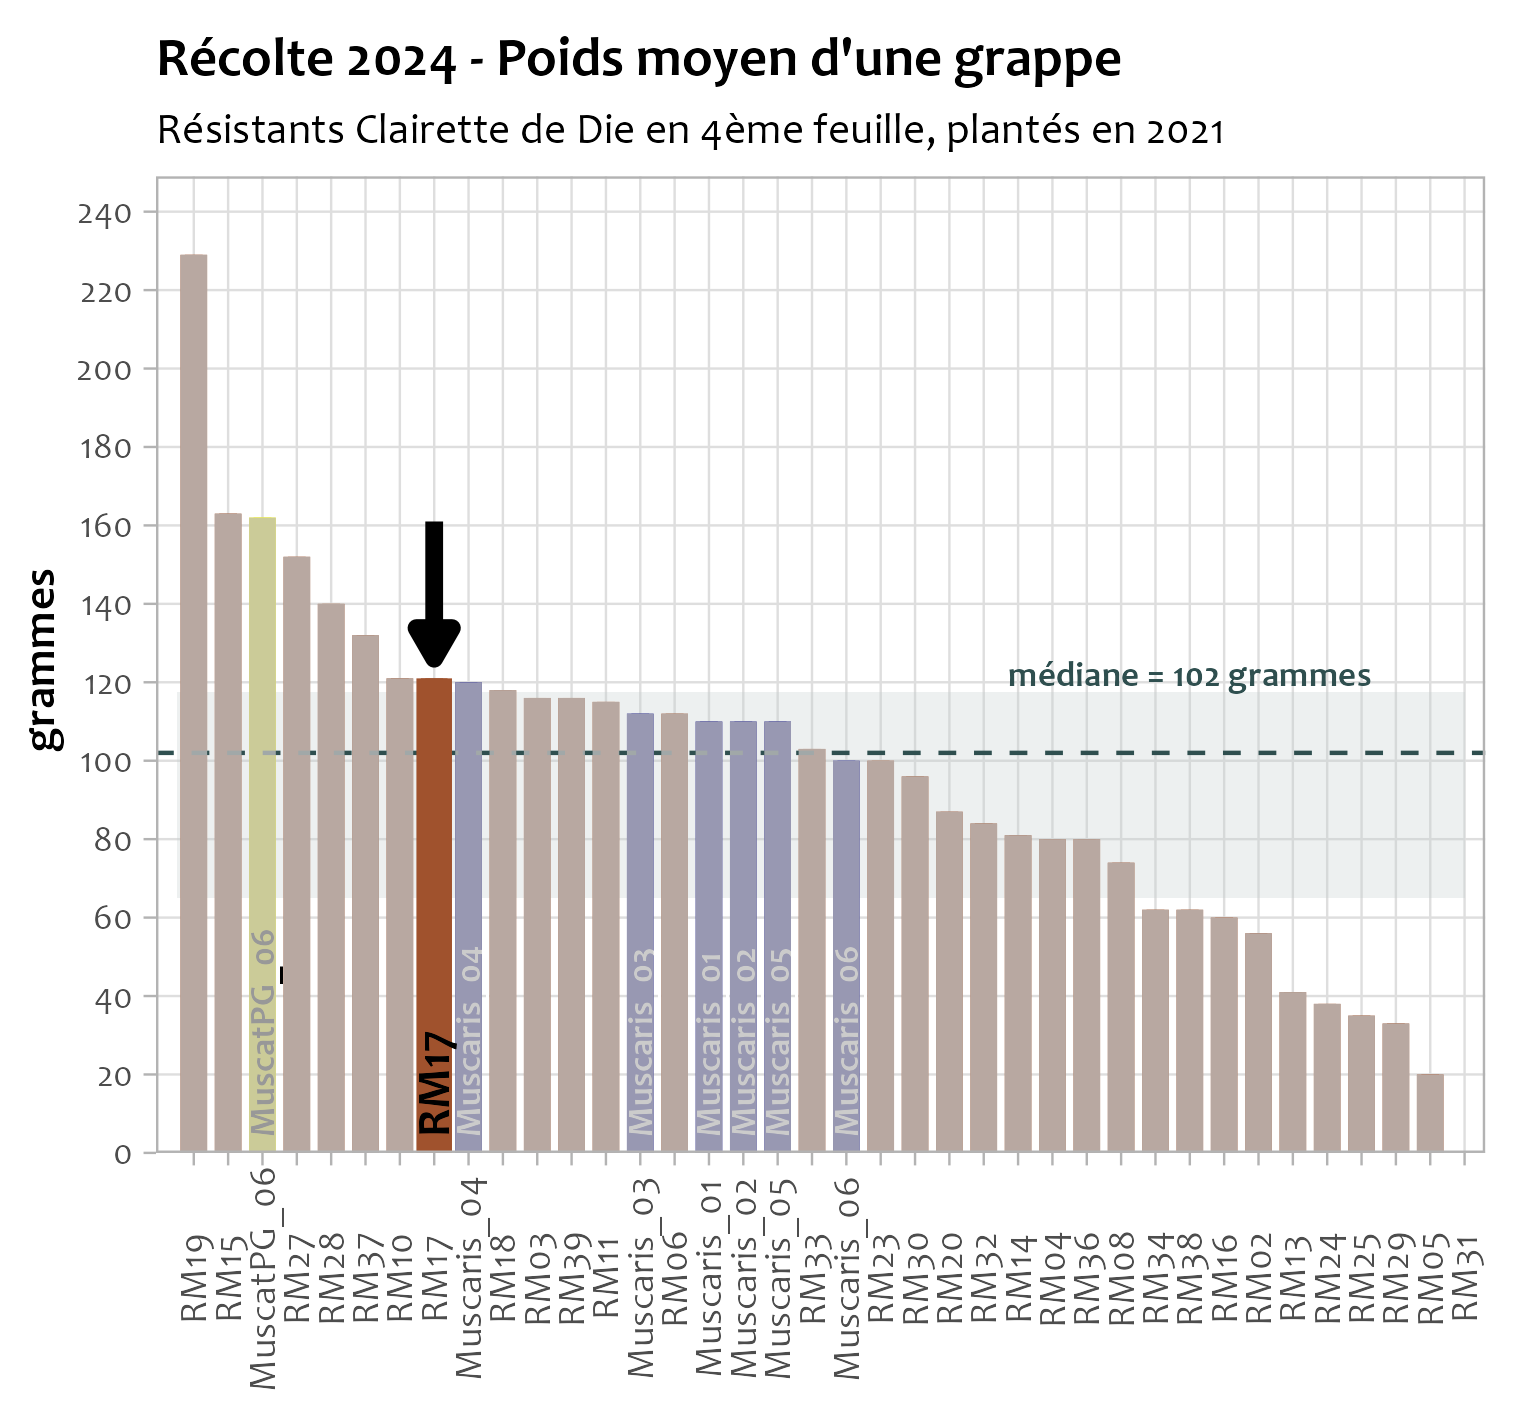 Récolte 2024 - Poids moyen d'une grappe
Résistants Clairette de Die en 4ème feuille, plantés en 2021
grammes
240
220
200
180
160
140
120
100
80
60
40
20
0
médiane = 102 grammes
MuscatPG_06
RM17
Muscaris_04
Muscaris_03
Muscaris_01
Muscaris_02
Muscaris_05
Muscaris_06
RM19
RM15
MuscatPG_06
RM27
RM28
RM37
RM10
RM17
Muscaris_04
RM18
RM03
RM39
RM11
Muscaris_03
RM06
Muscaris_01
Muscaris_02
Muscaris_05
RM33
Muscaris_06
RM23
RM30
RM20
RM32
RM14
RM04
RM36
RM08
RM34
RM38
RM16
RM02
RM13
RM24
RM25
RM29
RM05
RM31